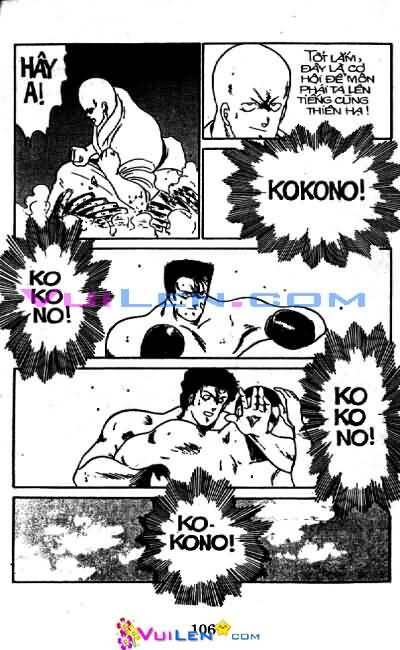 HÂY
A!
TỐT LẮM,
ĐÂY LÀ CƠ
HỘI ĐỂ MÔN
PHÁI TA LÊN
TIẾNG CÙNG
THIÊN HẠ!
KOKONO!
KO
KO
NO!
VuiLen.com
KO
KO
NO!
KO-
KONO!
106
VuiLen
.com